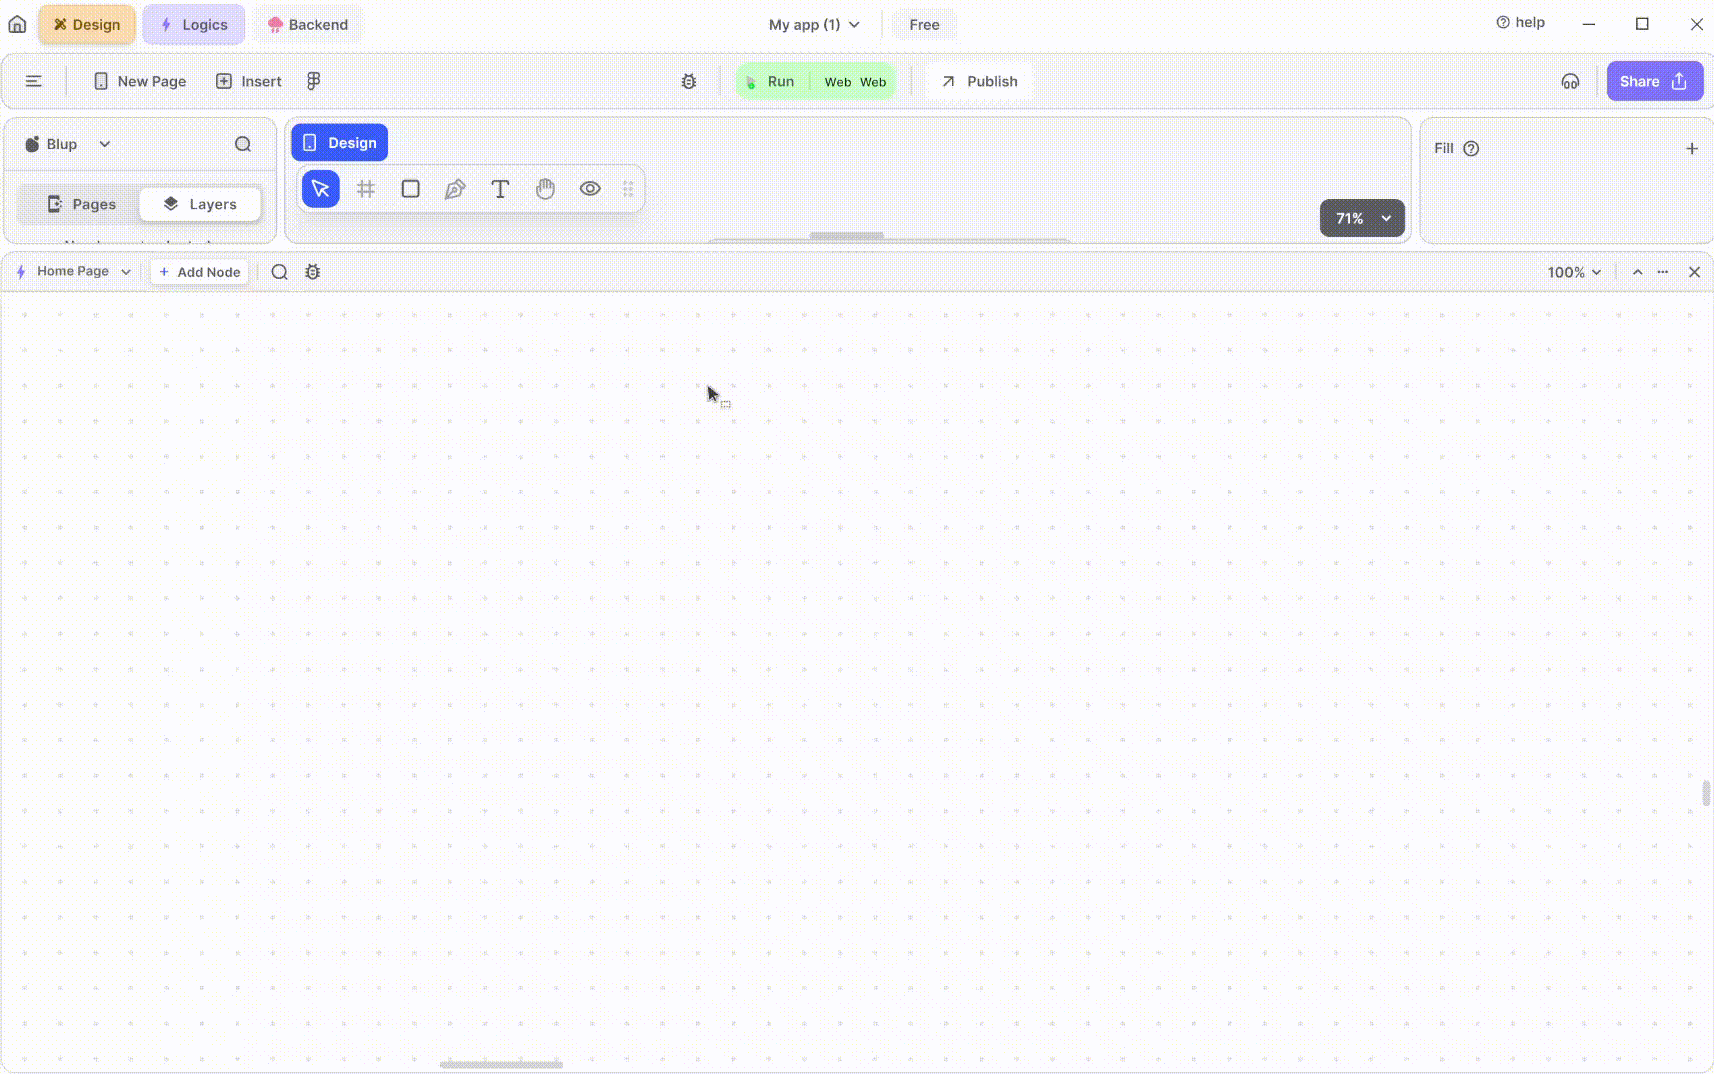 Design
Logics
Backend
My app (1)
Free
help
New Page
Insert
Run
Web Web
Publish
Share
Blup
Design
Fill
Pages
Layers
71%
Home Page
+ Add Node
100%